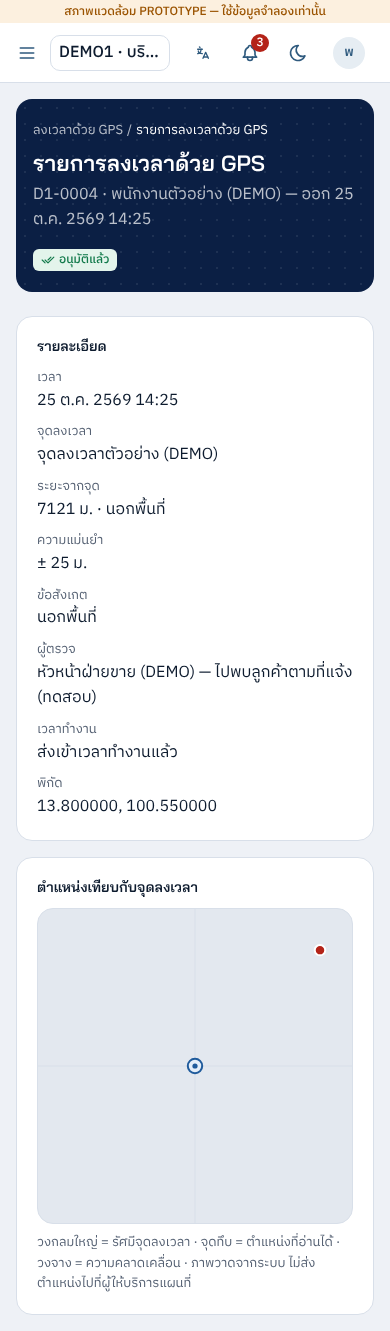 สภาพแวดล้อม PROTOTYPE — ใช้ข้อมูลจำลองเท่านั้น
DEMO1 · บริ...
3
พ
ลงเวลาด้วย GPS / รายการลงเวลาด้วย GPS
รายการลงเวลาด้วย GPS
D1-0004 · พนักงานตัวอย่าง (DEMO) — ออก 25
ต.ค. 2569 14:25
อนุมัติแล้ว
รายละเอียด
เวลา
25 ต.ค. 2569 14:25
จุดลงเวลา
จุดลงเวลาตัวอย่าง (DEMO)
ระยะจากจุด
7121 ม. · นอกพื้นที่
ความแม่นยำ
± 25 ม.
ข้อสังเกต
นอกพื้นที่
ผู้ตรวจ
หัวหน้าฝ่ายขาย (DEMO) — ไปพบลูกค้าตามที่แจ้ง
(ทดสอบ)
เวลาทำงาน
ส่งเข้าเวลาทำงานแล้ว
พิกัด
13.800000, 100.550000
ตำแหน่งเทียบกับจุดลงเวลา
วงกลมใหญ่ = รัศมีจุดลงเวลา · จุดทึบ = ตำแหน่งที่อ่านได้ ·
วงจาง = ความคลาดเคลื่อน · ภาพวาดจากระบบ ไม่ส่ง
ตำแหน่งไปที่ผู้ให้บริการแผนที่